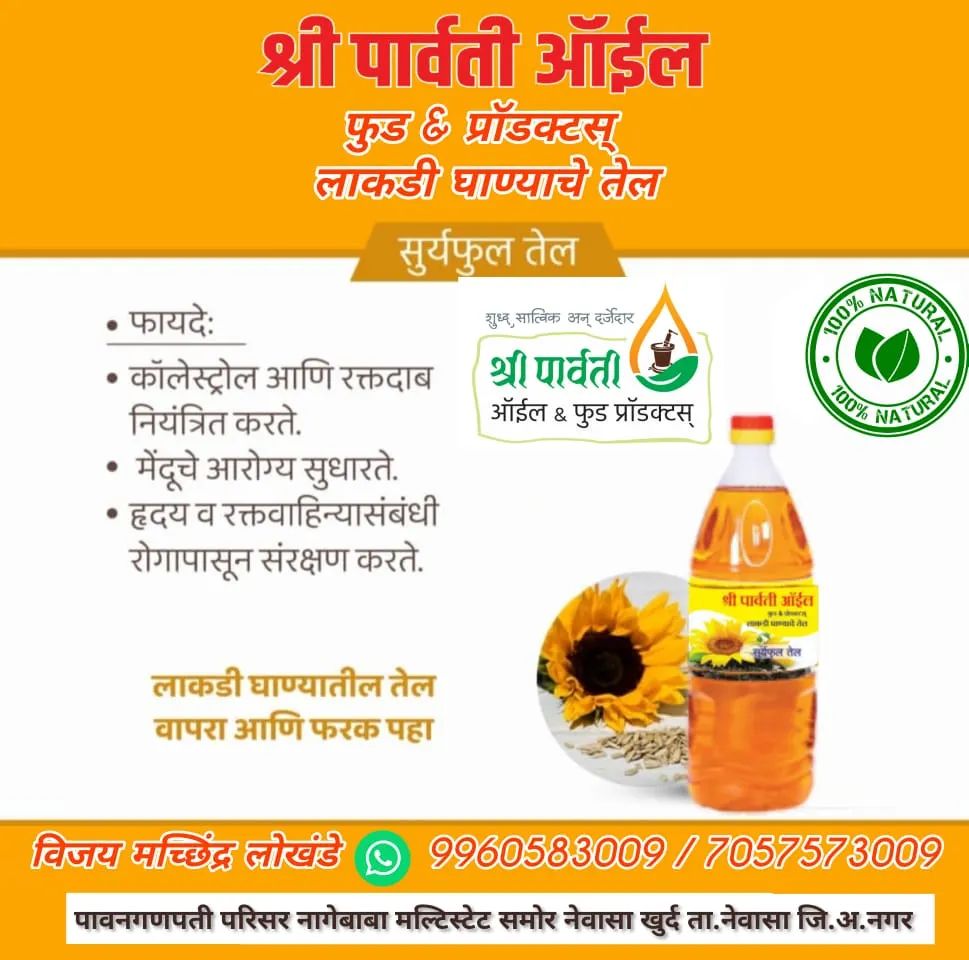 श्री पार्वती ऑईल
फुड & प्रॉडक्टस्
लाकडी घाण्याचे तेल
सुर्यफुल तेल
• फायदे:
• कॉलेस्ट्रोल आणि रक्तदाब
नियंत्रित करते.
• मेंदूचे आरोग्य सुधारते.
• हृदय व रक्तवाहिन्यासंबंधी
रोगापासून संरक्षण करते.
लाकडी घाण्यातील तेल
वापरा आणि फरक पहा
शुध्द सात्विक अन् दर्जेदार
श्री पार्वती
ऑईल & फुड प्रॉडक्टस्
100% NATURAL
100% NATURAL
श्री पार्वती ऑईल
फुड & प्रॉडक्टस्
लाकडी घाण्याचे तेल
सुर्यफुल तेल
विजय मच्छिंद्र लोखंडे 9960583009 / 7057573009
पावनगणपती परिसर नागेबाबा मल्टिस्टेट समोर नेवासा खुर्द ता.नेवासा जि.अ.नगर